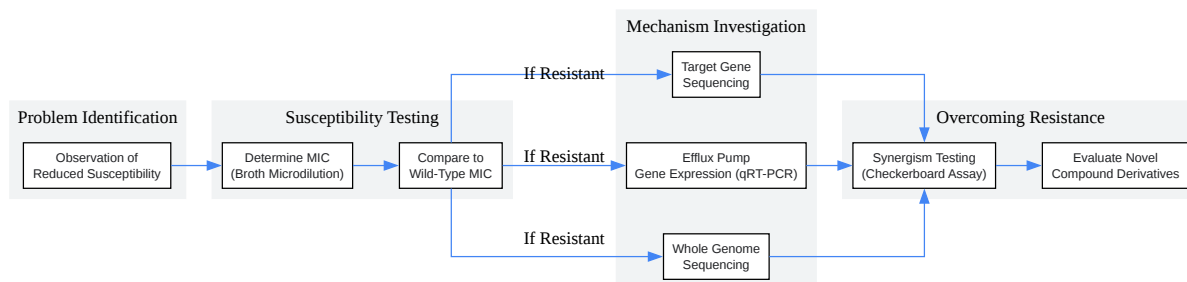 Problem Identification
Observation of
Reduced Susceptibility
Susceptibility Testing
Determine MIC
(Broth Microdilution)
Compare to
Wild-Type MIC
If Resistant
If Resistant
If Resistant
Mechanism Investigation
Target Gene
Sequencing
Efflux Pump
Gene Expression (qRT-PCR)
Whole Genome
Sequencing
Overcoming Resistance
Synergism Testing
(Checkerboard Assay)
Evaluate Novel
Compound Derivatives